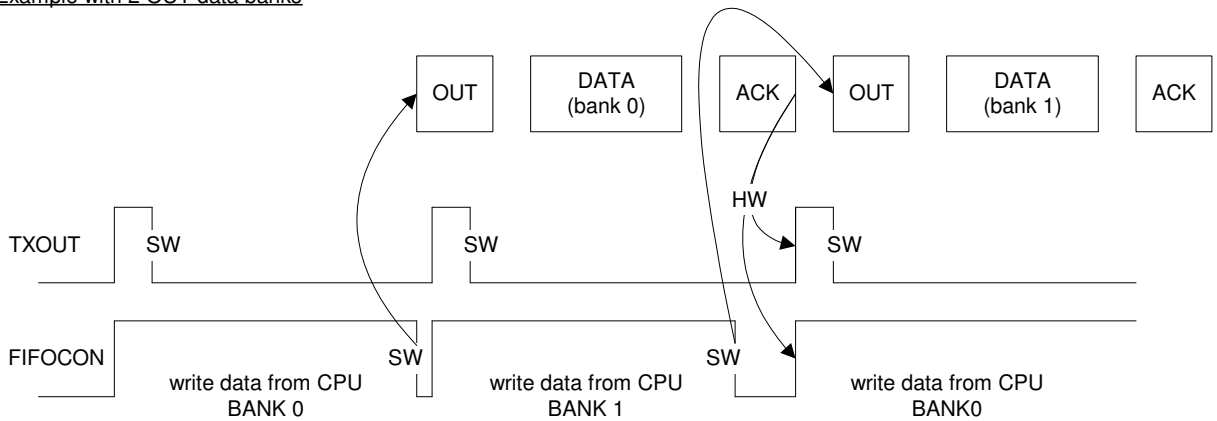 Example with 2 OUT data banks
OUT
DATA
(bank 0)
ACK
OUT
DATA
(bank 1)
ACK
HW
TXOUT
SW
SW
SW
FIFOCON
SW
SW
write data from CPU
BANK 0
write data from CPU
BANK 1
write data from CPU
BANK0